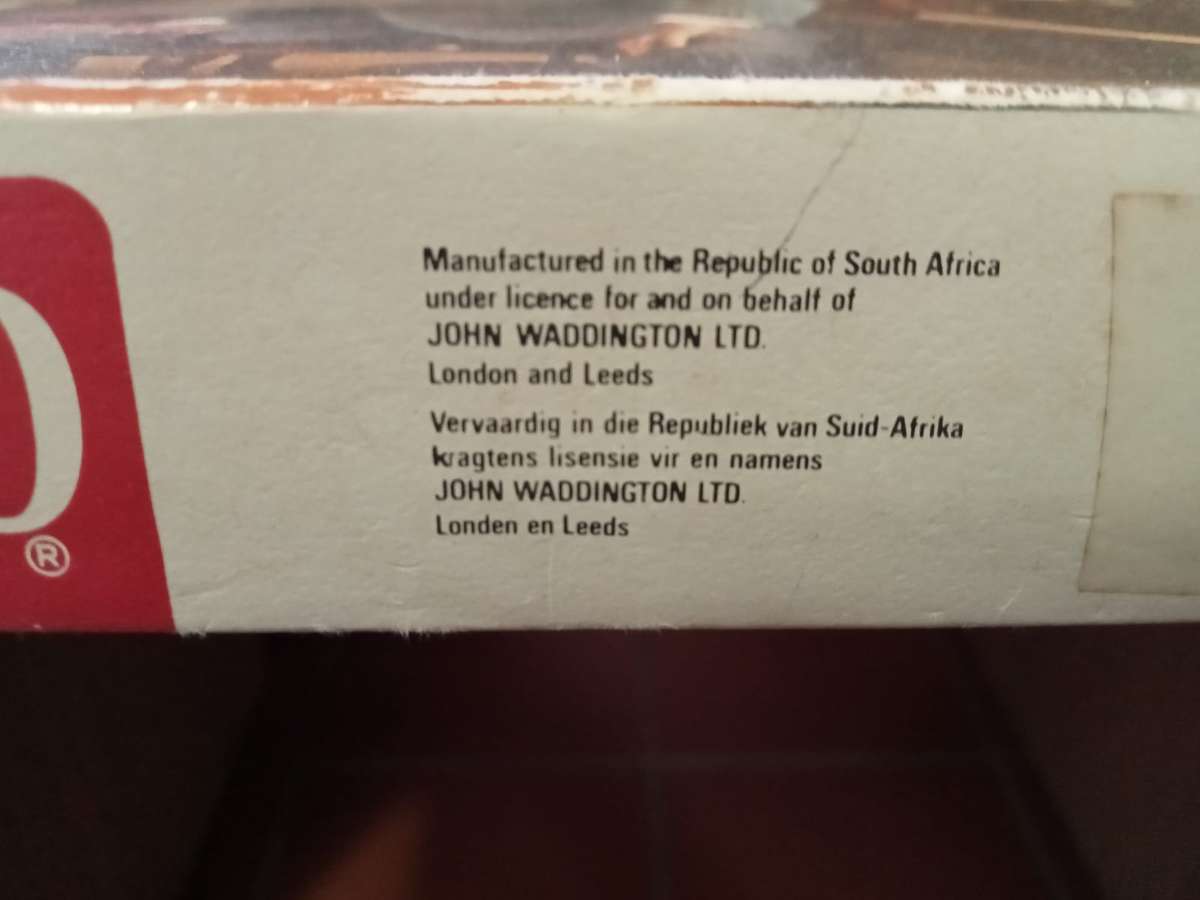 Manufactured in the Republic of South Africa
under licence for and on behalf of
JOHN WADDINGTON LTD.
London and Leeds
Vervaardig in die Republiek van Suid-Afrika
kragtens lisensie vir en namens
JOHN WADDINGTON LTD.
Londen en Leeds
®